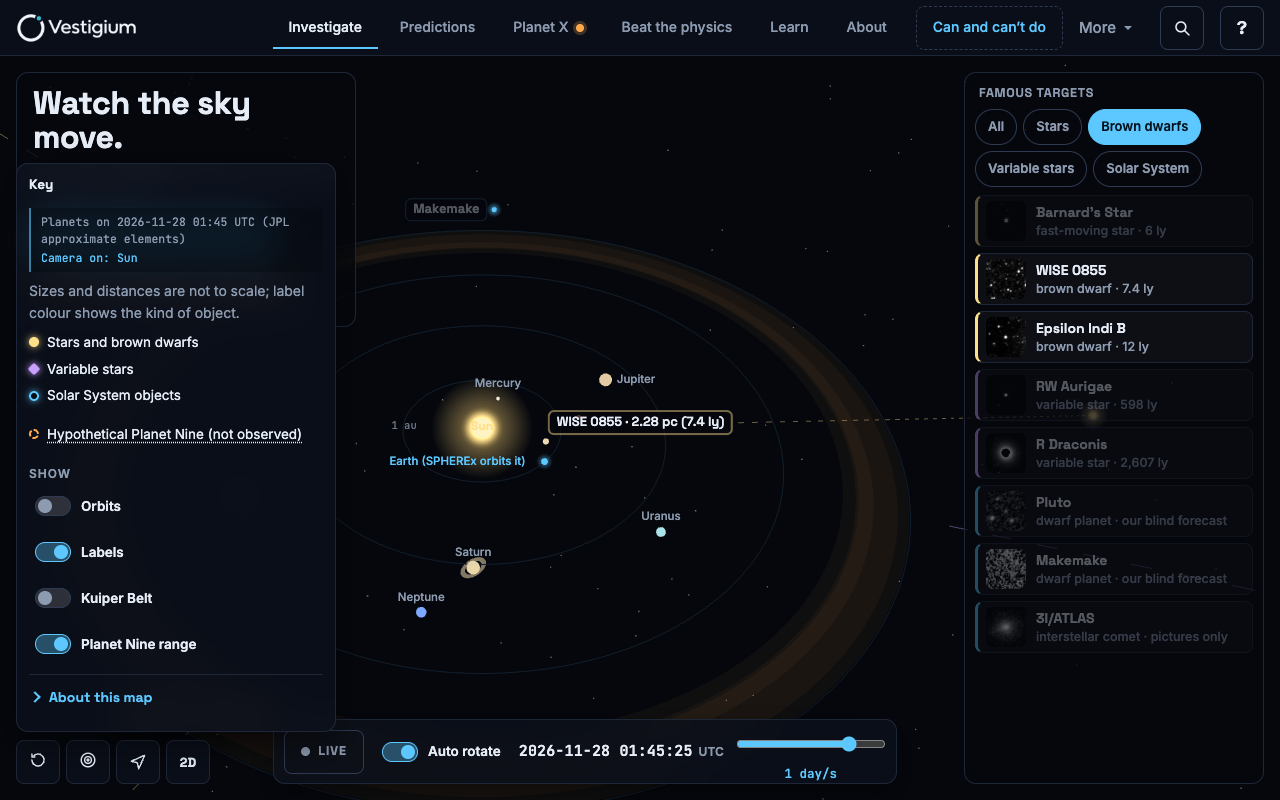 Vestigium
Investigate
Predictions
Planet X
Beat the physics
Learn
About
Can and can't do
More
?
Watch the sky
move.
Key
Planets on 2026-11-28 01:45 UTC (JPL
approximate elements)
Camera on: Sun
Sizes and distances are not to scale; label
colour shows the kind of object.
Stars and brown dwarfs
Variable stars
Solar System objects
Hypothetical Planet Nine (not observed)
SHOW
Orbits
Labels
Kuiper Belt
Planet Nine range
About this map
2D
Makemake
Mercury
Jupiter
1 au
Sun
WISE 0855 · 2.28 pc (7.4 ly)
Earth (SPHEREx orbits it)
Uranus
Saturn
Neptune
LIVE
Auto rotate
2026-11-28 01:45:25 UTC
1 day/s
FAMOUS TARGETS
All
Stars
Brown dwarfs
Variable stars
Solar System
Barnard's Star
fast-moving star · 6 ly
WISE 0855
brown dwarf · 7.4 ly
Epsilon Indi B
brown dwarf · 12 ly
RW Aurigae
variable star · 598 ly
R Draconis
variable star · 2,607 ly
Pluto
dwarf planet · our blind forecast
Makemake
dwarf planet · our blind forecast
3I/ATLAS
interstellar comet · pictures only